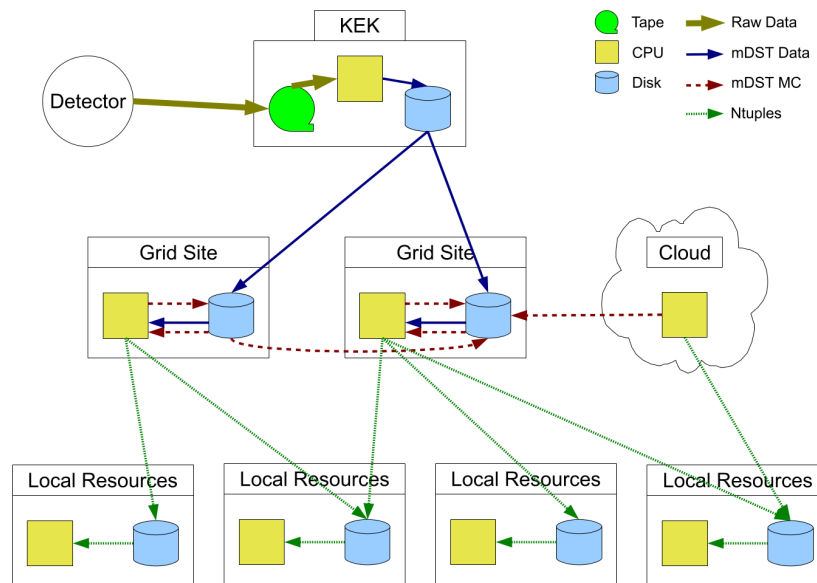 KEK
Tape
Raw Data
CPU
mDST Data
Detector
Disk
mDST MC
Ntuples
Grid Site
Grid Site
Cloud
Local Resources
Local Resources
Local Resources
Local Resources